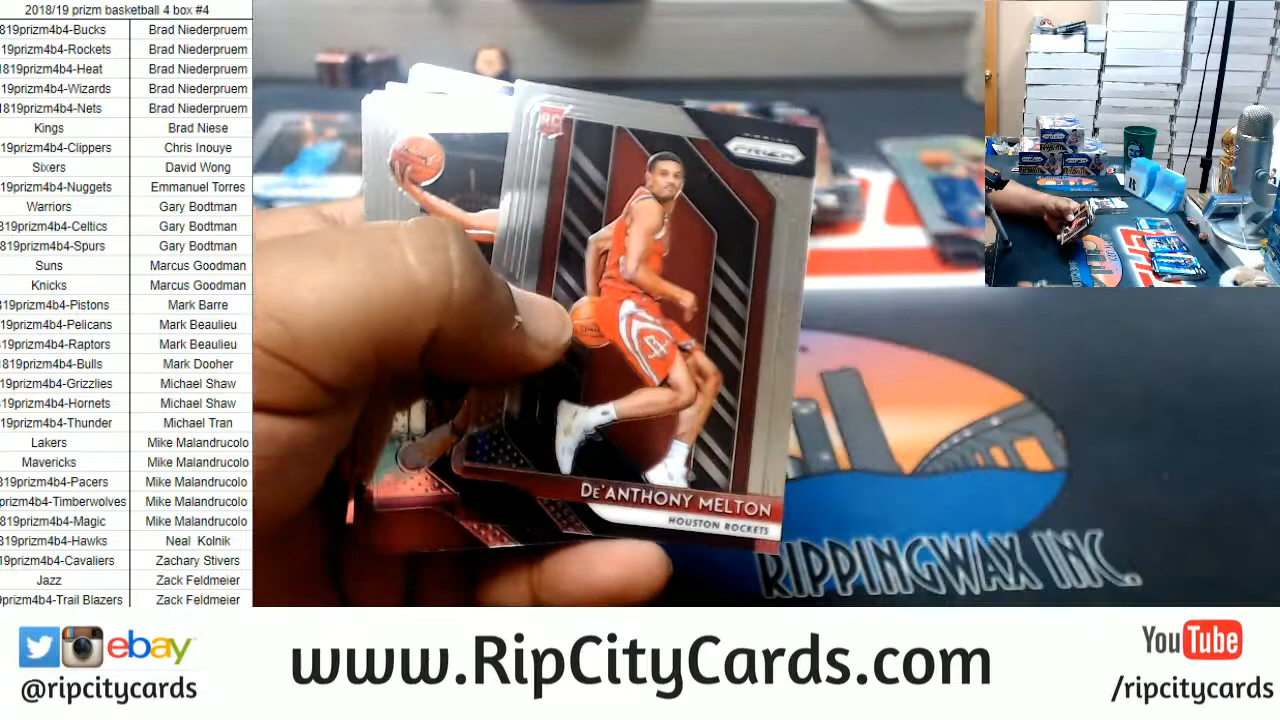 2018/19 prizm basketball 4 box #4
819prizm4b4-Bucks Brad Niederpruem
19prizm4b4-Rockets Brad Niederpruem
1819prizm4b4-Heat Brad Niederpruem
819prizm4b4-Wizards Brad Niederpruem
819prizm4b4-Nets Brad Niederpruem
Kings Brad Niese
19prizm4b4-Clippers Chris Inouye
Sixers David Wong
19prizm4b4-Nuggets Emmanuel Torres
Warriors Gary Bodtman
819prizm4b4-Celtics Gary Bodtman
819prizm4b4-Spurs Gary Bodtman
Suns Marcus Goodman
Knicks Marcus Goodman
819prizm4b4-Pistons Mark Barre
19prizm4b4-Pelicans Mark Beaulieu
19prizm4b4-Raptors Mark Beaulieu
1819prizm4b4-Bulls Mark Dooher
19prizm4b4-Grizzlies Michael Shaw
19prizm4b4-Hornets Michael Shaw
19prizm4b4-Thunder Michael Tran
Lakers Mike Malandrucolo
Mavericks Mike Malandrucolo
819prizm4b4-Pacers Mike Malandrucolo
prizm4b4-Timberwolves Mike Malandrucolo
819prizm4b4-Magic Mike Malandrucolo
819prizm4b4-Hawks Neal Kolnik
19prizm4b4-Cavaliers Zachary Stivers
Jazz Zack Feldmeier
9prizm4b4-Trail Blazers Zack Feldmeier
RC
PANINI
PRIZM
DE'ANTHONY MELTON
HOUSTON ROCKETS
RIPPINGWAX INC.
ebay
@ripcitycards
www.RipCityCards.com
YouTube
/ripcitycards